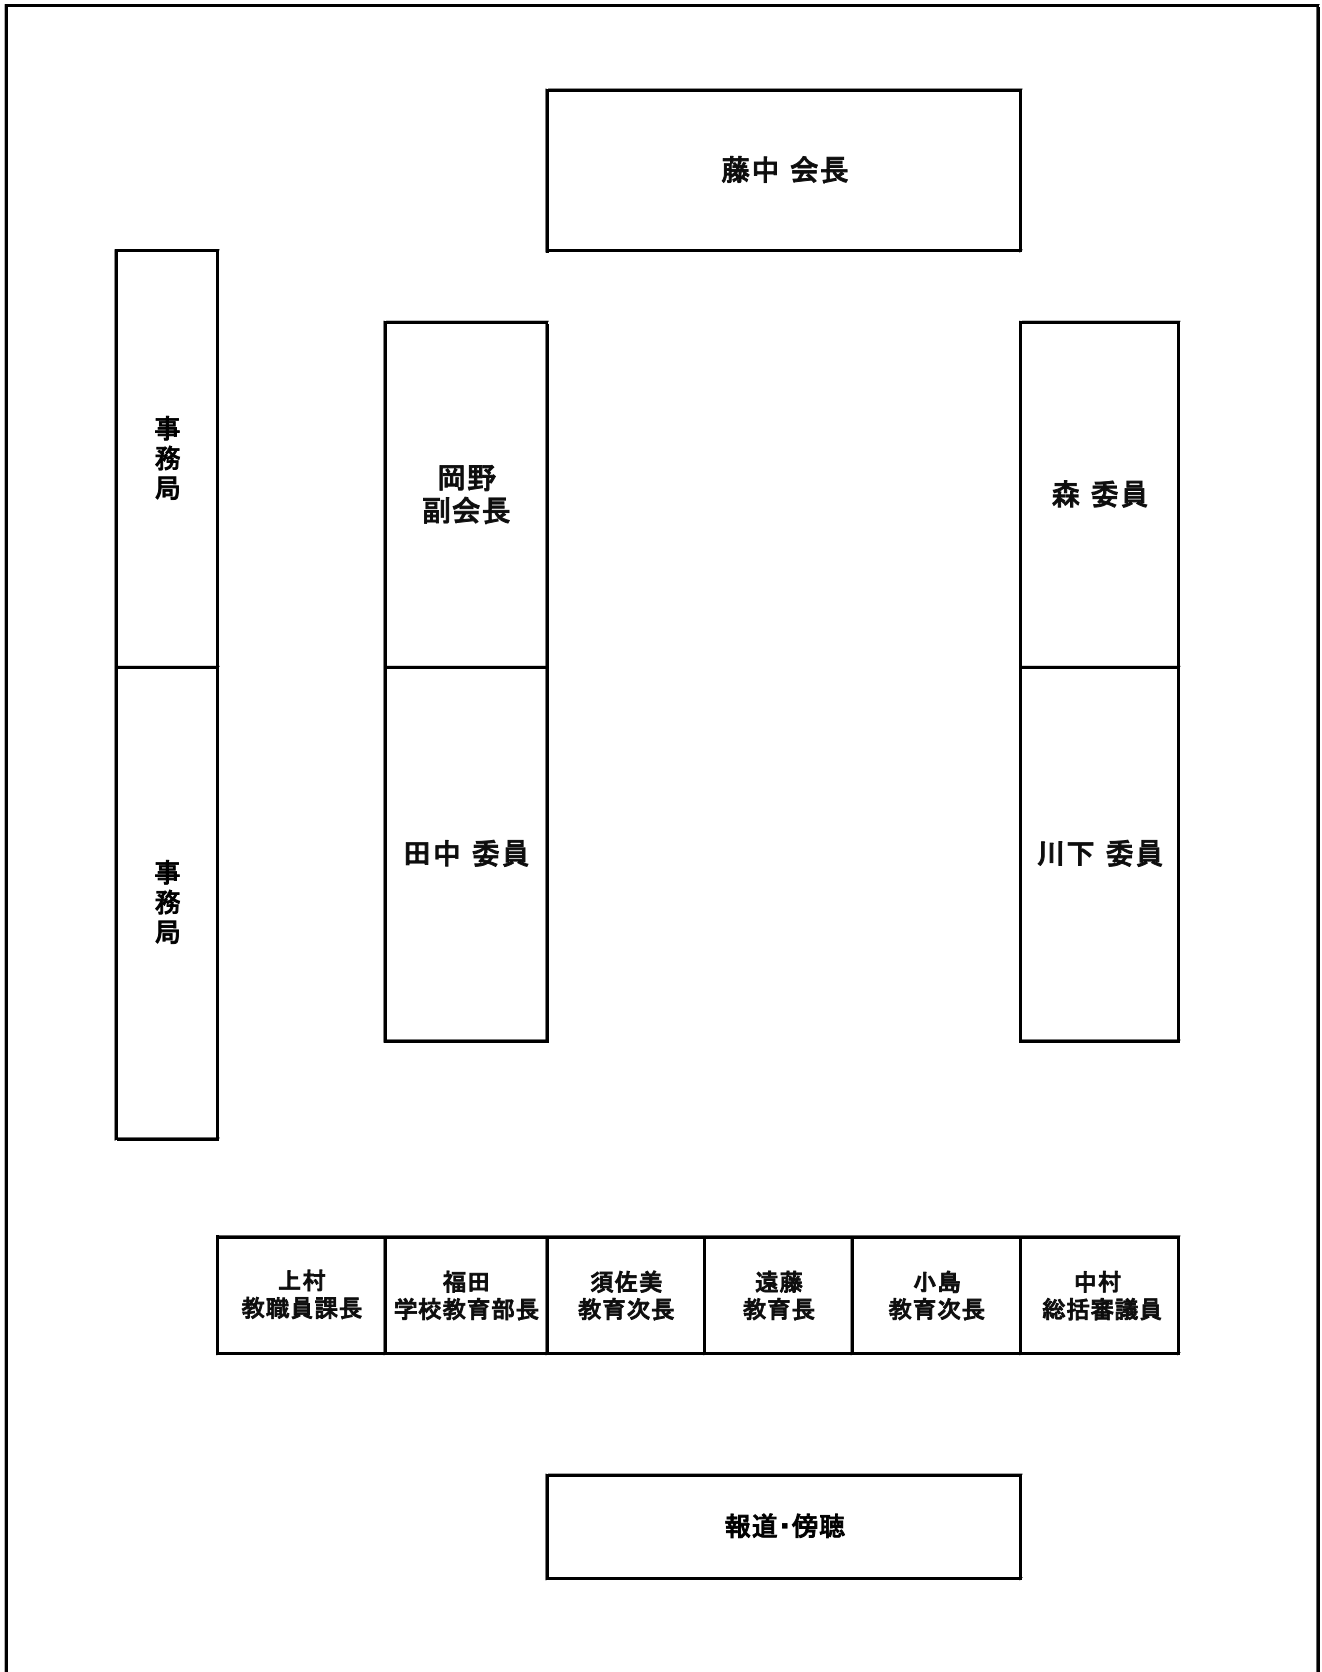 藤中 会長
事務局
岡野
副会長
森 委員
事務局
田中 委員
川下 委員
上村
教職員課長
福田
学校教育部長
須佐美
教育次長
遠藤
教育長
小島
教育次長
中村
総括審議員
報道・傍聴